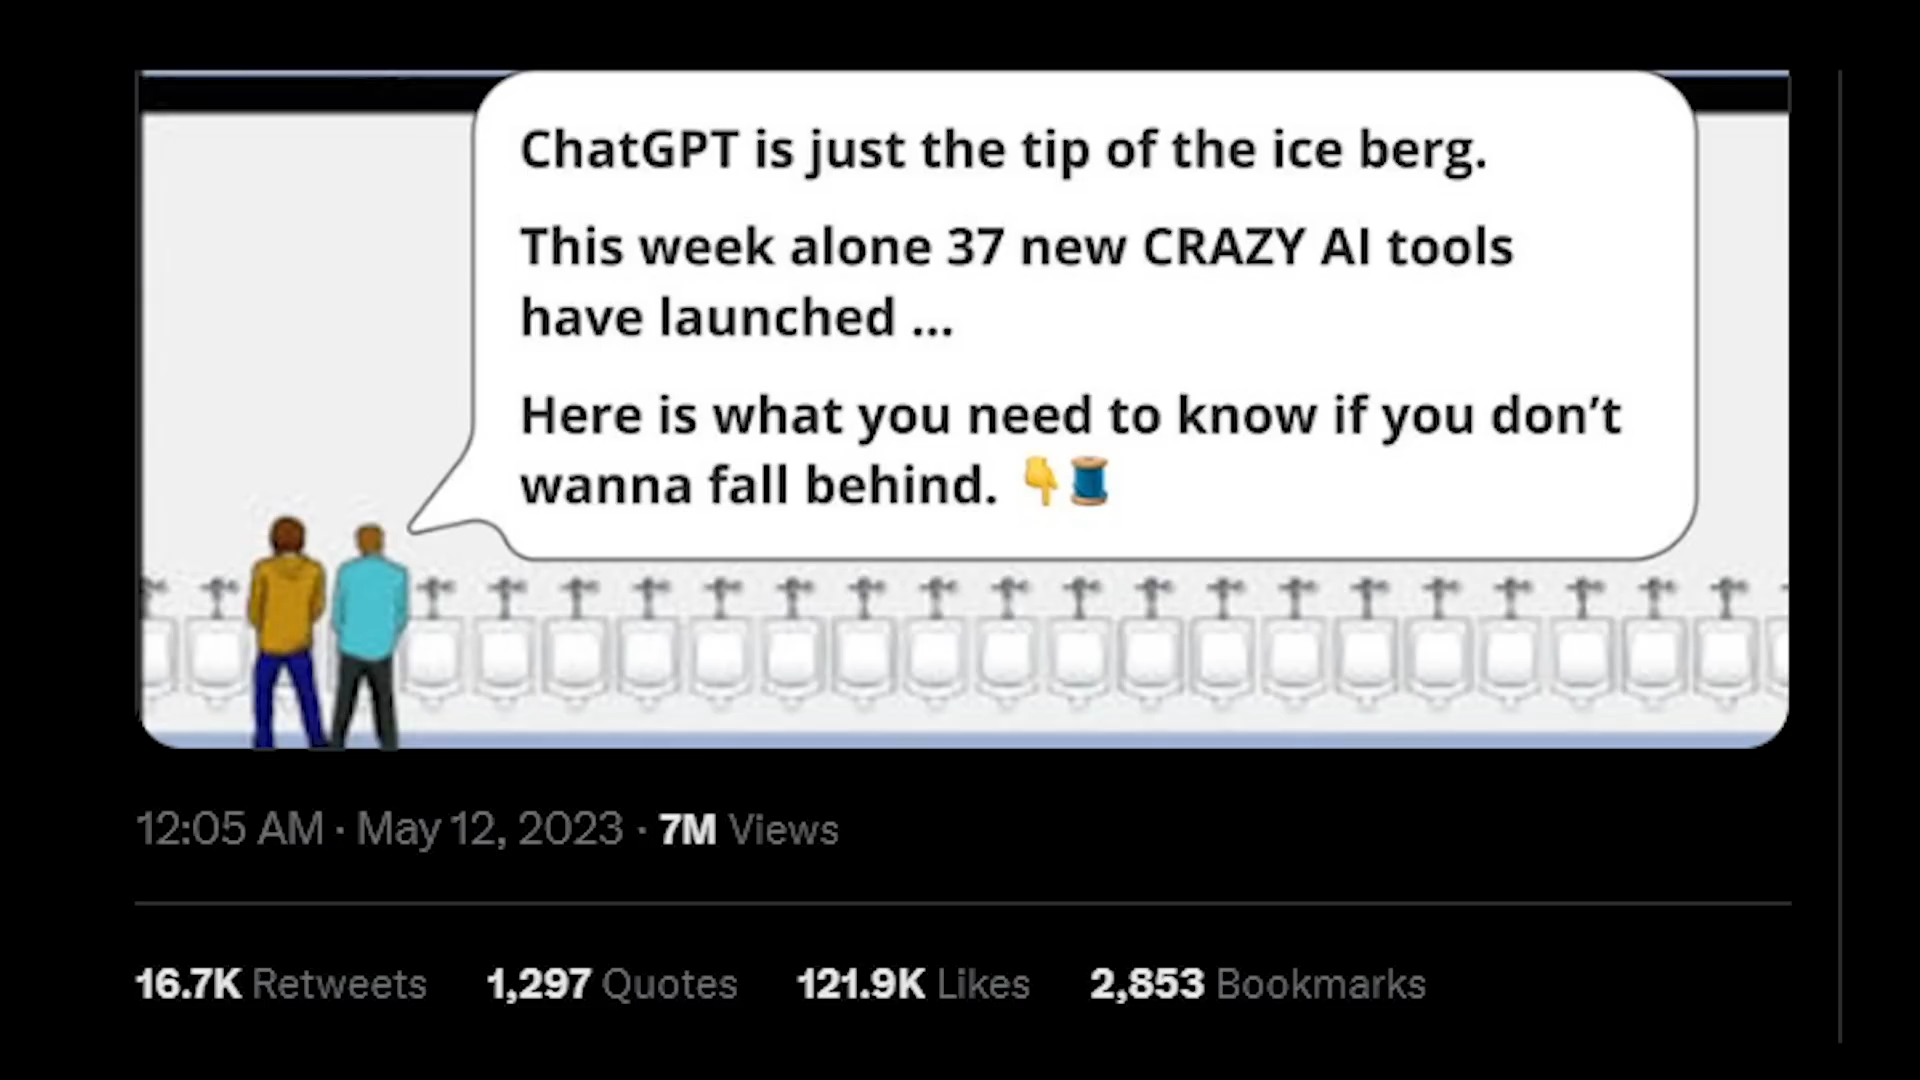 ChatGPT is just the tip of the ice berg.
This week alone 37 new CRAZY AI tools
have launched ...
Here is what you need to know if you don’t
wanna fall behind. 👇🧵
12:05 AM · May 12, 2023 · 7M Views
16.7K Retweets 1,297 Quotes 121.9K Likes 2,853 Bookmarks